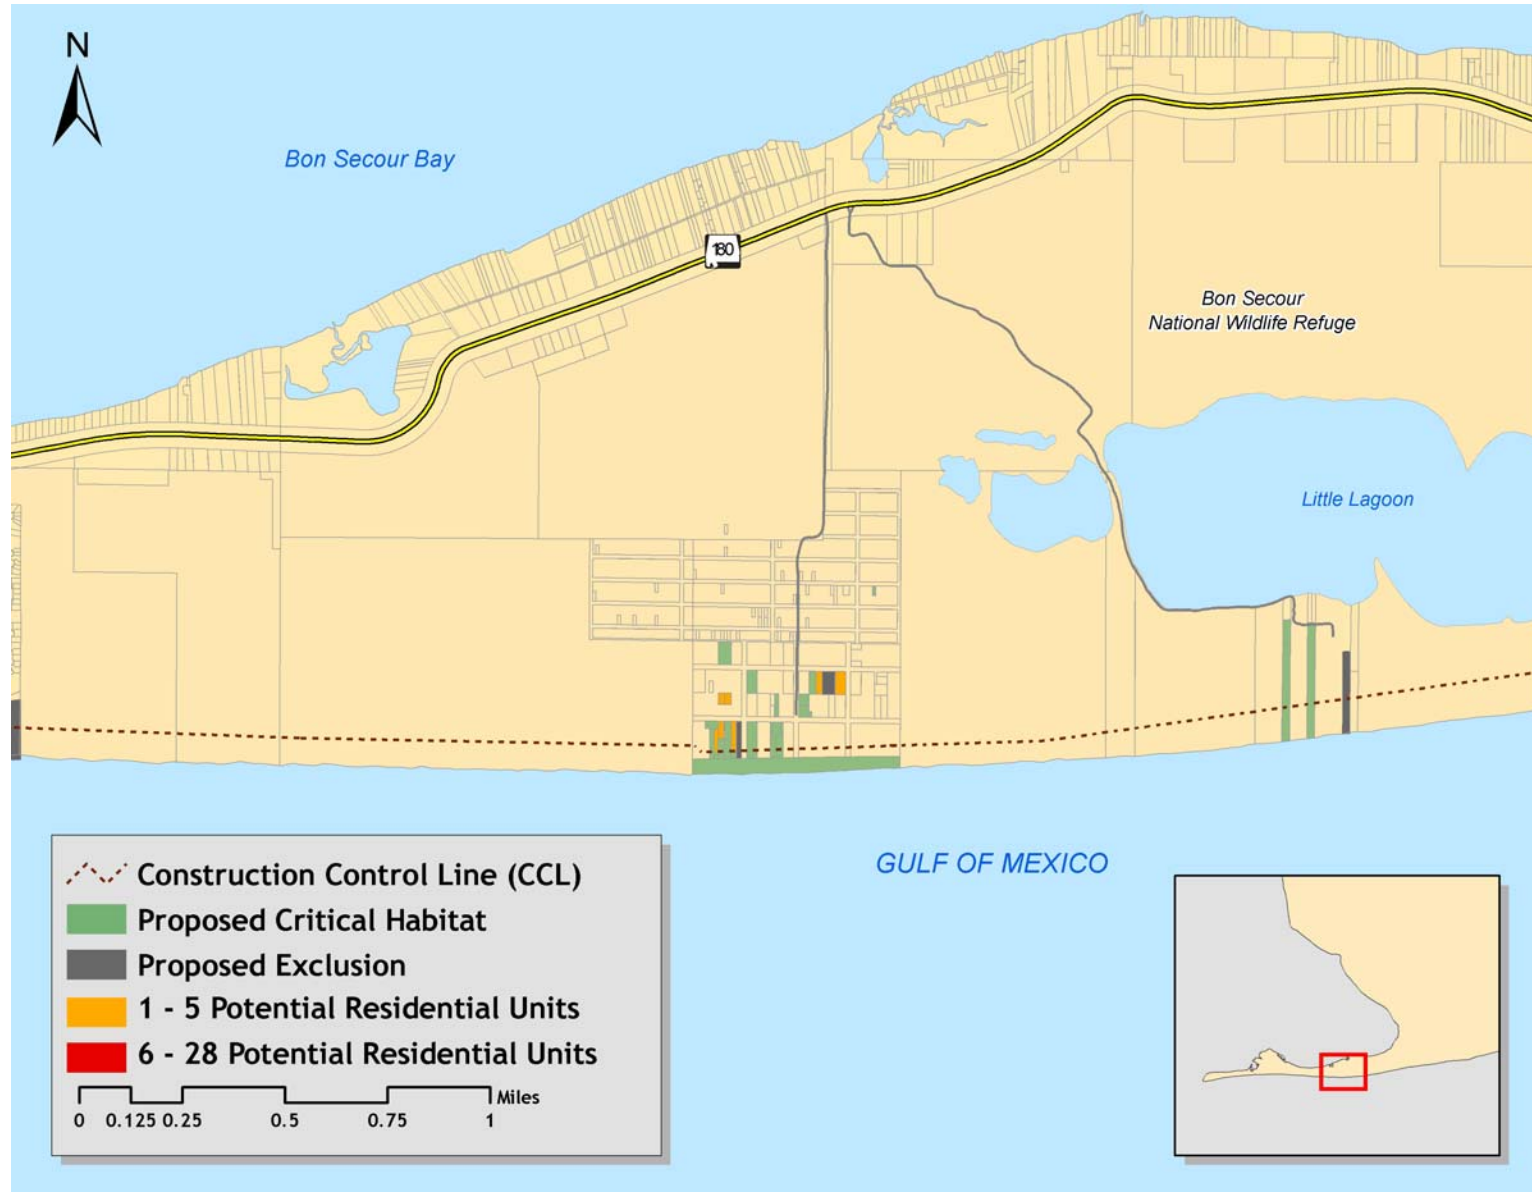 N
Bon Secour Bay
180
Bon Secour
National Wildlife Refuge
Little Lagoon
GULF OF MEXICO
Construction Control Line (CCL)
Proposed Critical Habitat
Proposed Exclusion
1 - 5 Potential Residential Units
6 - 28 Potential Residential Units
Miles
0 0.125 0.25 0.5 0.75 1